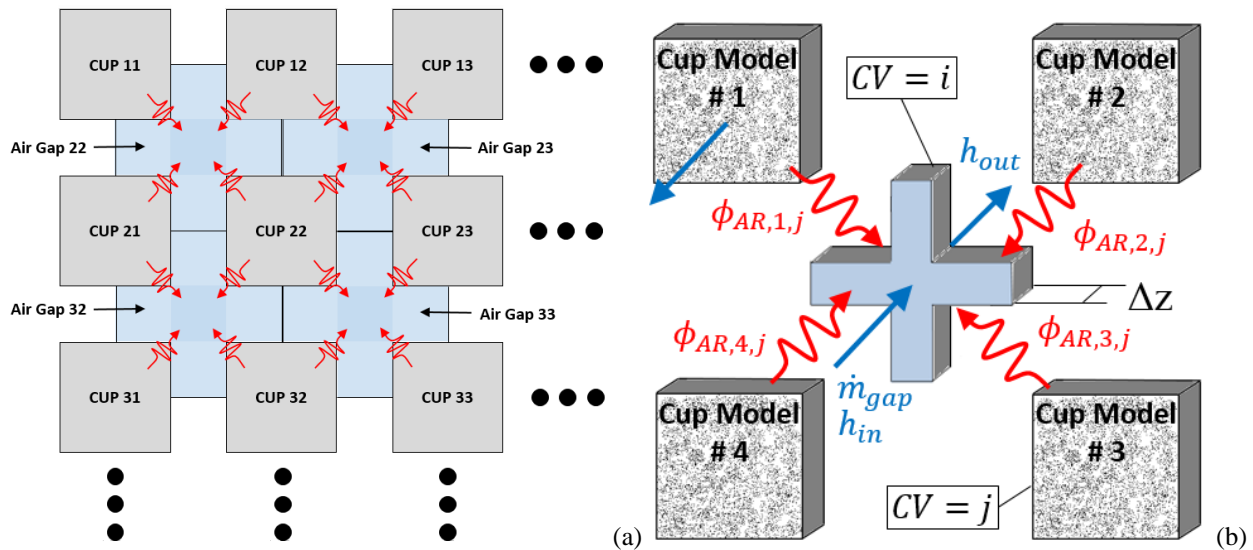 CUP 11
CUP 12
CUP 13
Air Gap 22
Air Gap 23
CUP 21
CUP 22
CUP 23
Air Gap 32
Air Gap 33
CUP 31
CUP 32
CUP 33
(a)
Cup Model
# 1
CV = i
Cup Model
# 2
h_out
ϕ_AR,1,j
ϕ_AR,2,j
Δz
ϕ_AR,4,j
ϕ_AR,3,j
ṁ_gap
h_in
Cup Model
# 4
Cup Model
# 3
CV = j
(b)